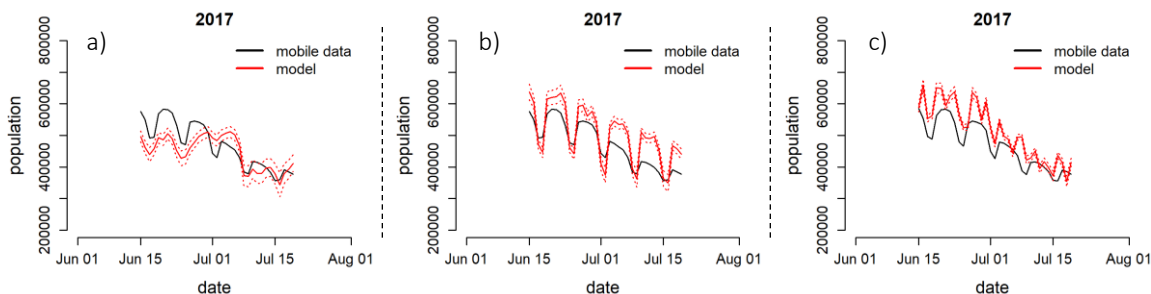 2017
a)
mobile data
model
population
800000
600000
400000
200000
Jun 01
Jun 15
Jul 01
Jul 15
Aug 01
date
2017
b)
mobile data
model
population
800000
600000
400000
200000
Jun 01
Jun 15
Jul 01
Jul 15
Aug 01
date
2017
c)
mobile data
model
population
800000
600000
400000
200000
Jun 01
Jun 15
Jul 01
Jul 15
Aug 01
date